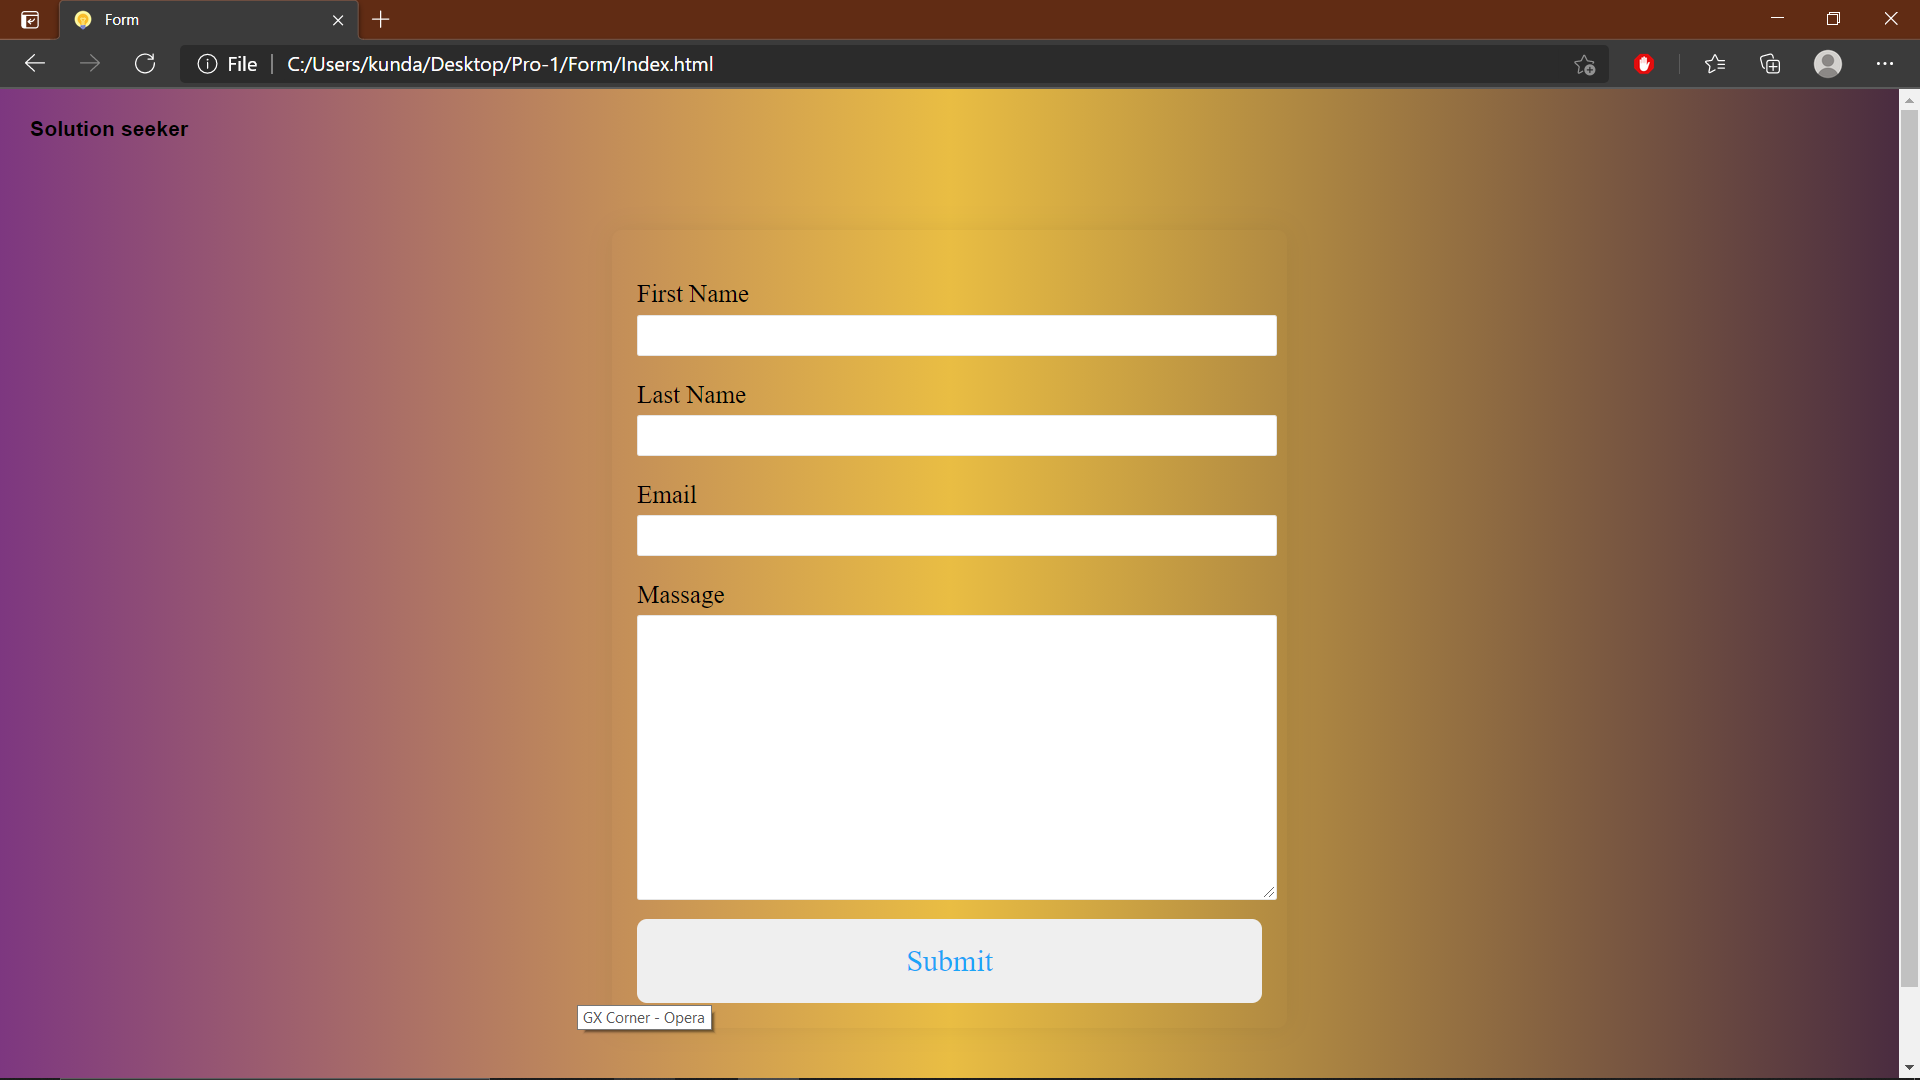 Form
File
C:/Users/kunda/Desktop/Pro-1/Form/Index.html
Solution seeker
First Name
Last Name
Email
Massage
Submit
GX Corner - Opera